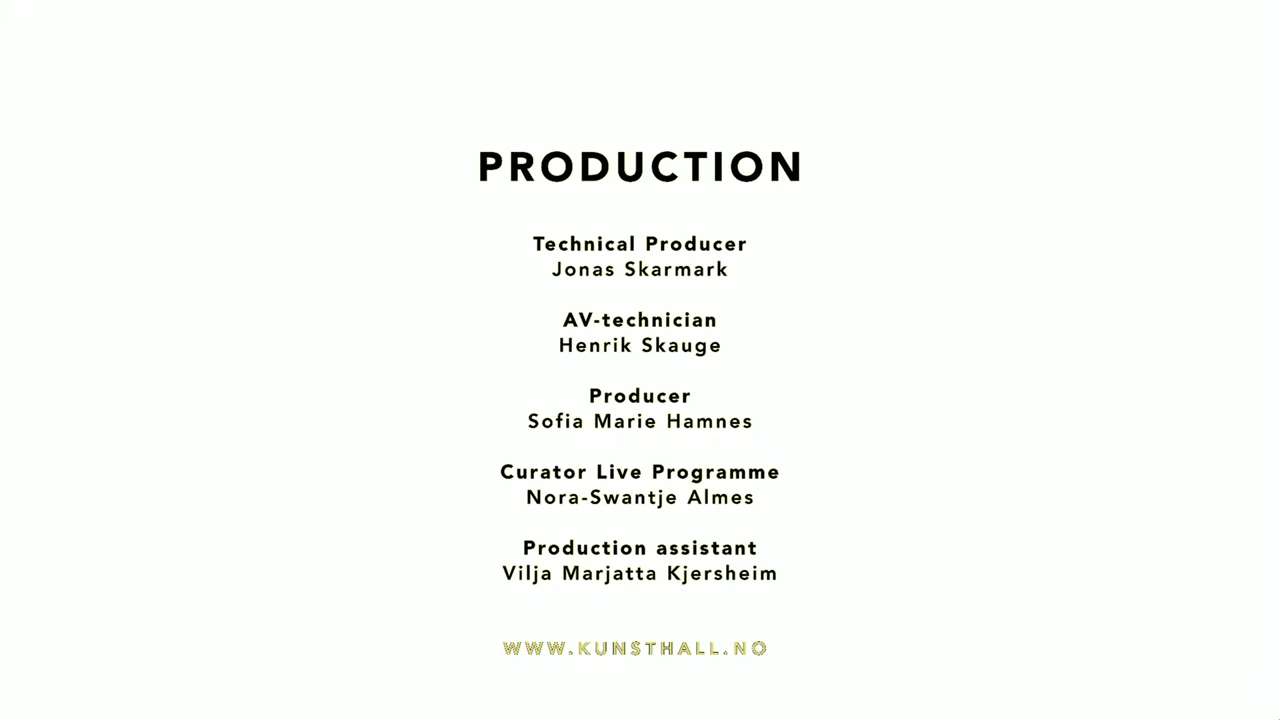 PRODUCTION
Technical Producer
Jonas Skarmark
AV-technician
Henrik Skauge
Producer
Sofia Marie Hamnes
Curator Live Programme
Nora-Swantje Almes
Production assistant
Vilja Marjatta Kjersheim
WWW.KUNSTHALL.NO